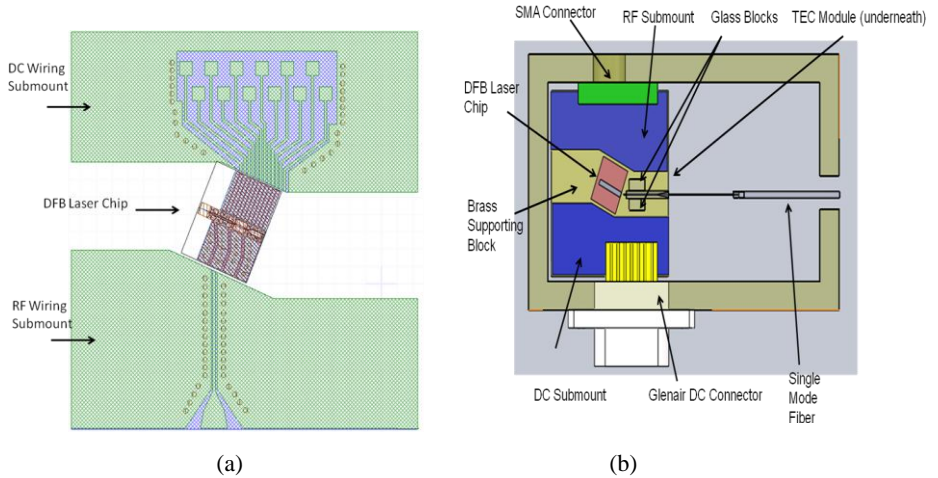 DC Wiring
Submount
DFB Laser Chip
RF Wiring
Submount
(a)
SMA Connector
RF Submount
Glass Blocks
TEC Module (underneath)
DFB Laser
Chip
Brass
Supporting
Block
DC Submount
Glenair DC Connector
Single
Mode
Fiber
(b)